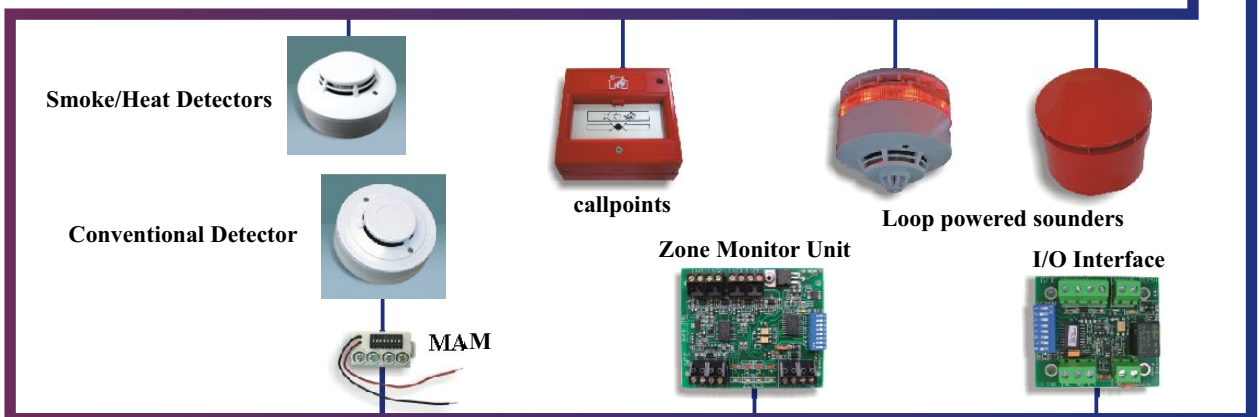 Smoke/Heat Detectors
callpoints
Loop powered sounders
Conventional Detector
Zone Monitor Unit
I/O Interface
MAM